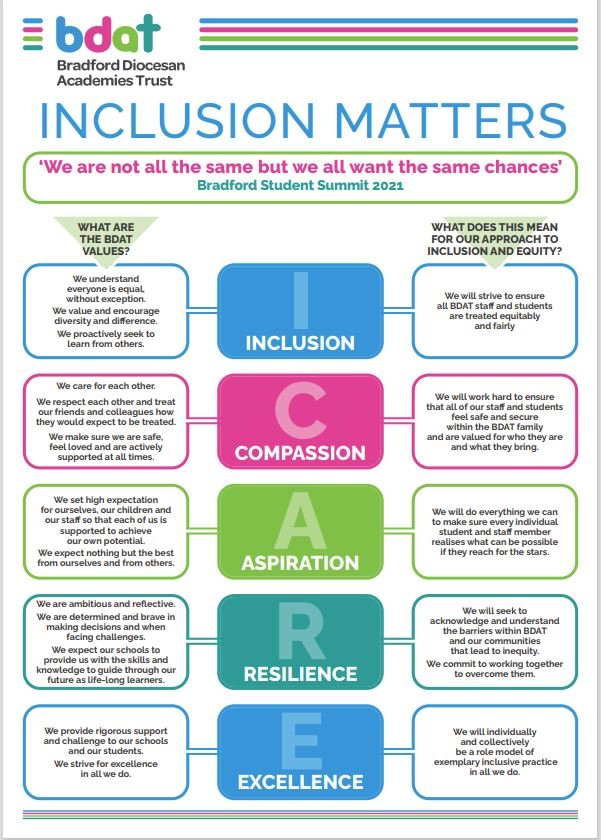 bdat
Bradford Diocesan
Academies Trust
INCLUSION MATTERS
‘We are not all the same but we all want the same chances’
Bradford Student Summit 2021
WHAT ARE
THE BDAT
VALUES?
WHAT DOES THIS MEAN
FOR OUR APPROACH TO
INCLUSION AND EQUITY?
We understand
everyone is equal,
without exception.
We value and encourage
diversity and difference.
We proactively seek to
learn from others.
I
INCLUSION
We will strive to ensure
all BDAT staff and students
are treated equitably
and fairly
We care for each other.
We respect each other and treat
our friends and colleagues how
they would expect to be treated.
We make sure we are safe,
feel loved and are actively
supported at all times.
C
COMPASSION
We will work hard to ensure
that all of our staff and students
feel safe and secure
within the BDAT family
and are valued for who they are
and what they bring.
We set high expectation
for ourselves, our children and
our staff so that each of us is
supported to achieve
our own potential.
We expect nothing but the best
from ourselves and from others.
A
ASPIRATION
We will do everything we can
to make sure every individual
student and staff member
realises what can be possible
if they reach for the stars.
We are ambitious and reflective.
We are determined and brave in
making decisions and when
facing challenges.
We expect our schools to
provide us with the skills and
knowledge to guide through our
future as life-long learners.
R
RESILIENCE
We will seek to
acknowledge and understand
the barriers within BDAT
and our communities
that lead to inequity.
We commit to working together
to overcome them.
We provide rigorous support
and challenge to our schools
and our students.
We strive for excellence
in all we do.
E
EXCELLENCE
We will individually
and collectively
be a role model of
exemplary inclusive practice
in all we do.